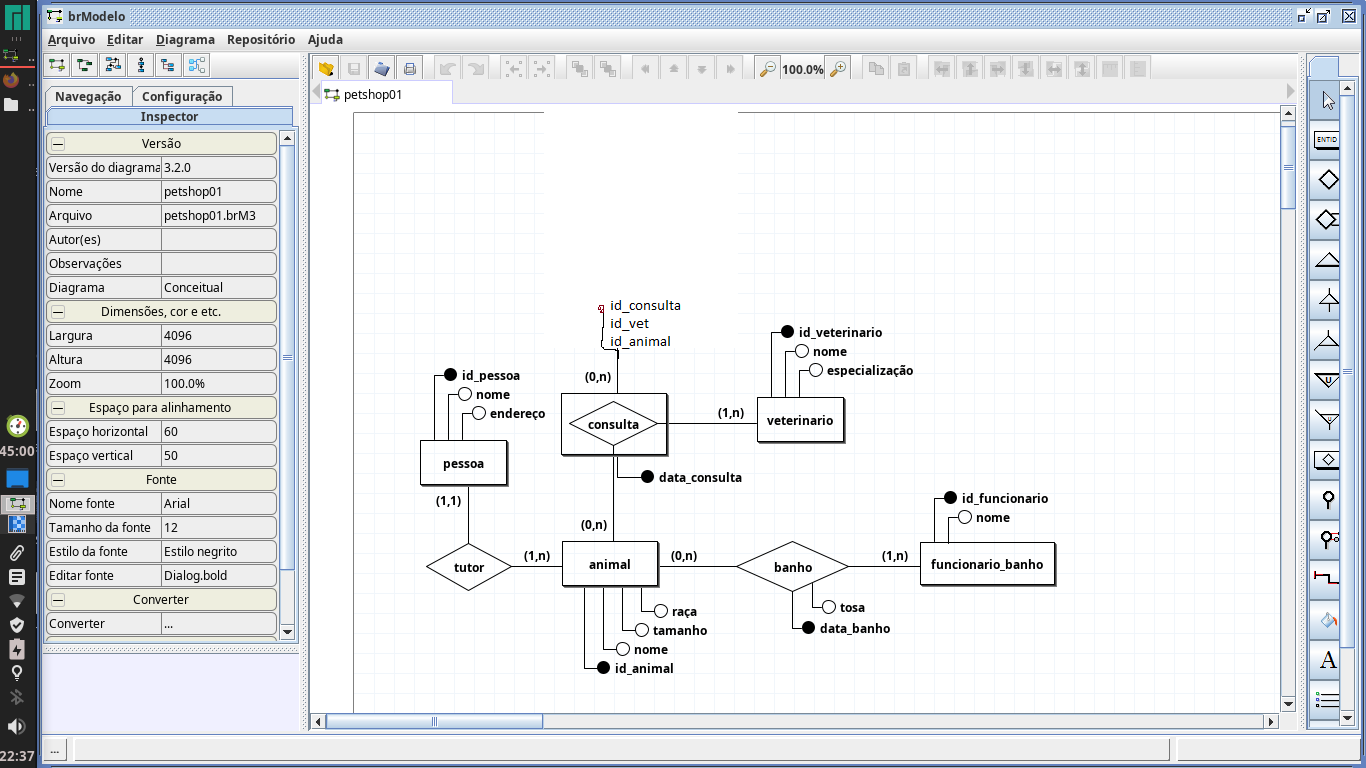 brModelo
Arquivo Editar Diagrama Repositório Ajuda
100.0%
Navegação Configuração
petshop01
Inspector
Versão
Versão do diagrama 3.2.0
Nome petshop01
Arquivo petshop01.brM3
Autor(es)
Observações
Diagrama Conceitual
Dimensões, cor e etc.
Largura 4096
Altura 4096
Zoom 100.0%
Espaço para alinhamento
Espaço horizontal 60
Espaço vertical 50
Fonte
Nome fonte Arial
Tamanho da fonte 12
Estilo da fonte Estilo negrito
Editar fonte Dialog.bold
Converter
Converter ...
...
45:00
22:37
id_consulta
id_vet
id_animal
(0,n)
id_veterinario
nome
especialização
id_pessoa
nome
endereço
consulta
(1,n)
veterinario
pessoa
data_consulta
(1,1)
(0,n)
id_funcionario
nome
tutor
(1,n)
animal
(0,n)
banho
(1,n)
funcionario_banho
raça
tamanho
nome
id_animal
tosa
data_banho
ENTID
A